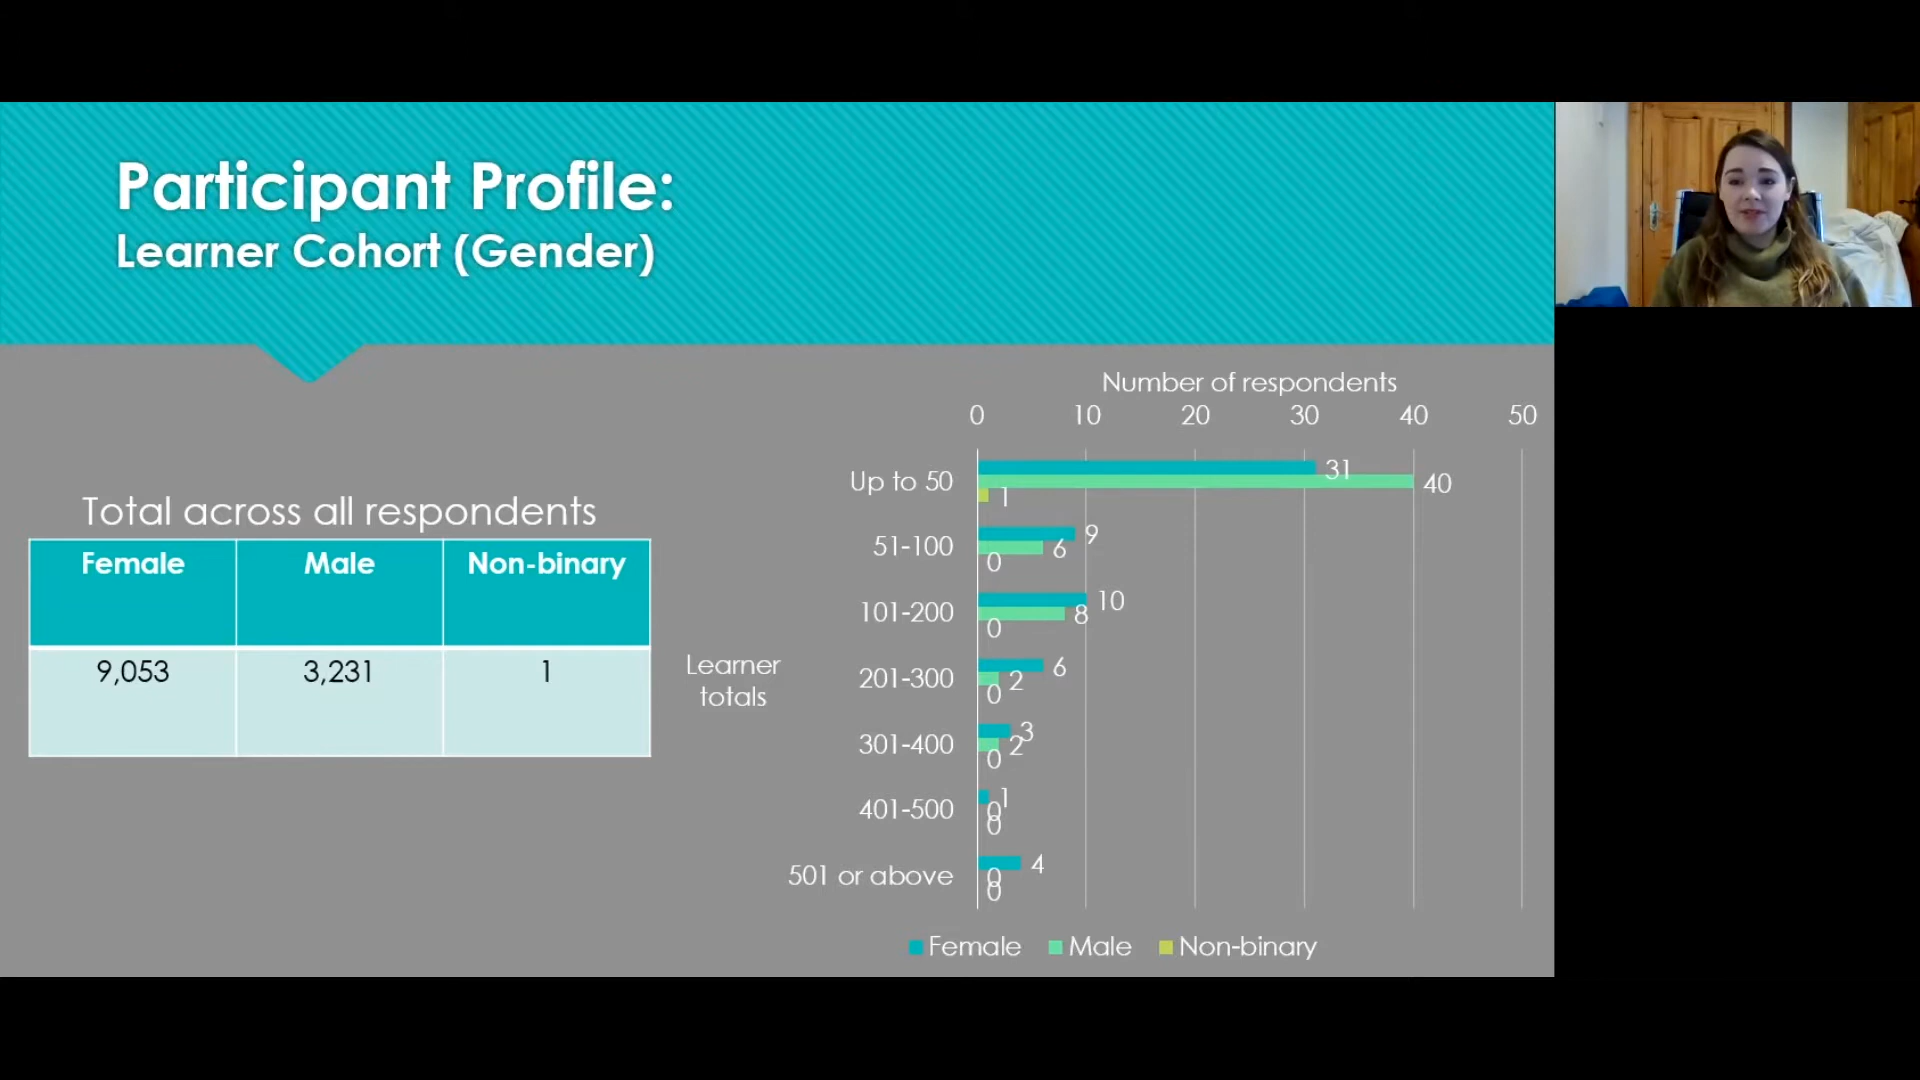 Participant Profile:
Learner Cohort (Gender)
Total across all respondents
Female Male Non-binary
9,053 3,231 1
Number of respondents
0 10 20 30 40 50
Learner
totals
Up to 50 31 40 1
51-100 9 6 0
101-200 10 8 0
201-300 6 2 0
301-400 3 2 0
401-500 1 0 0
501 or above 4 0 0
Female Male Non-binary